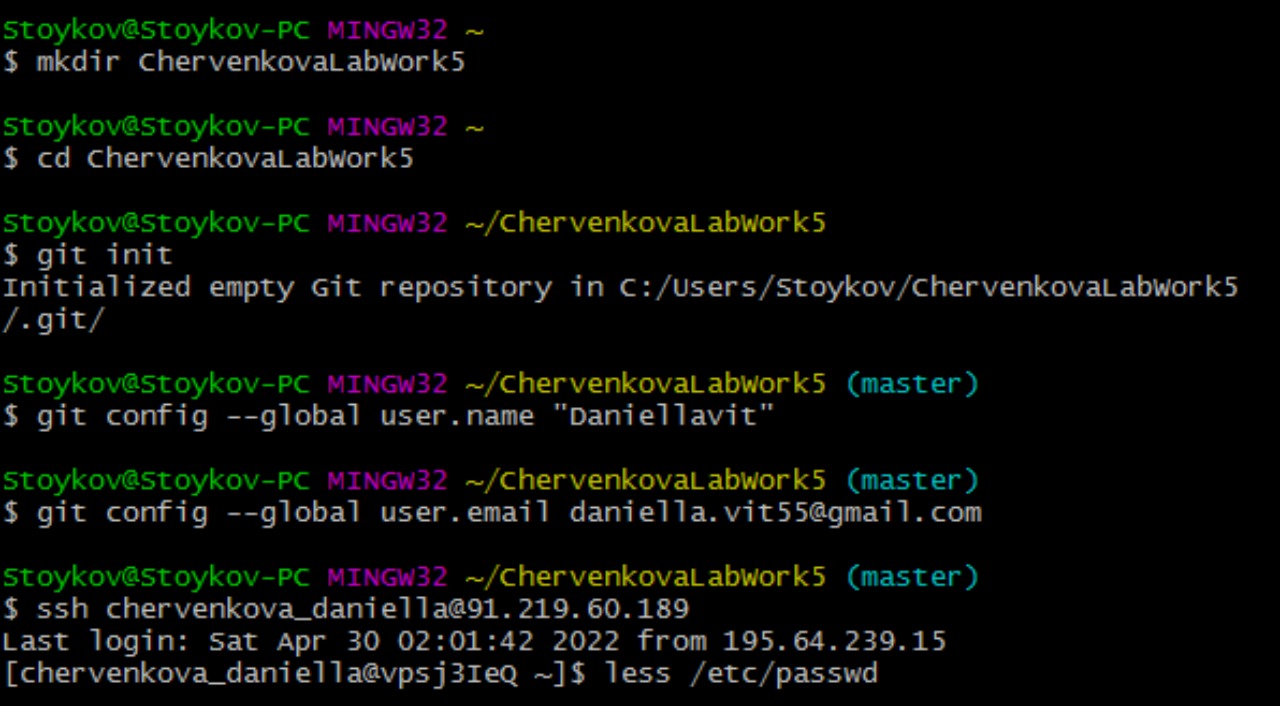 Stoykov@Stoykov-PC MINGW32 ~
$ mkdir ChervenkovaLabWork5
Stoykov@Stoykov-PC MINGW32 ~
$ cd ChervenkovaLabWork5
Stoykov@Stoykov-PC MINGW32 ~/ChervenkovaLabWork5
$ git init
Initialized empty Git repository in C:/Users/Stoykov/ChervenkovaLabWork5
/.git/
Stoykov@Stoykov-PC MINGW32 ~/ChervenkovaLabWork5 (master)
$ git config --global user.name "Daniellavit"
Stoykov@Stoykov-PC MINGW32 ~/ChervenkovaLabWork5 (master)
$ git config --global user.email daniella.vit55@gmail.com
Stoykov@Stoykov-PC MINGW32 ~/ChervenkovaLabWork5 (master)
$ ssh chervenkova_daniella@91.219.60.189
Last login: Sat Apr 30 02:01:42 2022 from 195.64.239.15
[chervenkova_daniella@vpsj3IeQ ~]$ less /etc/passwd